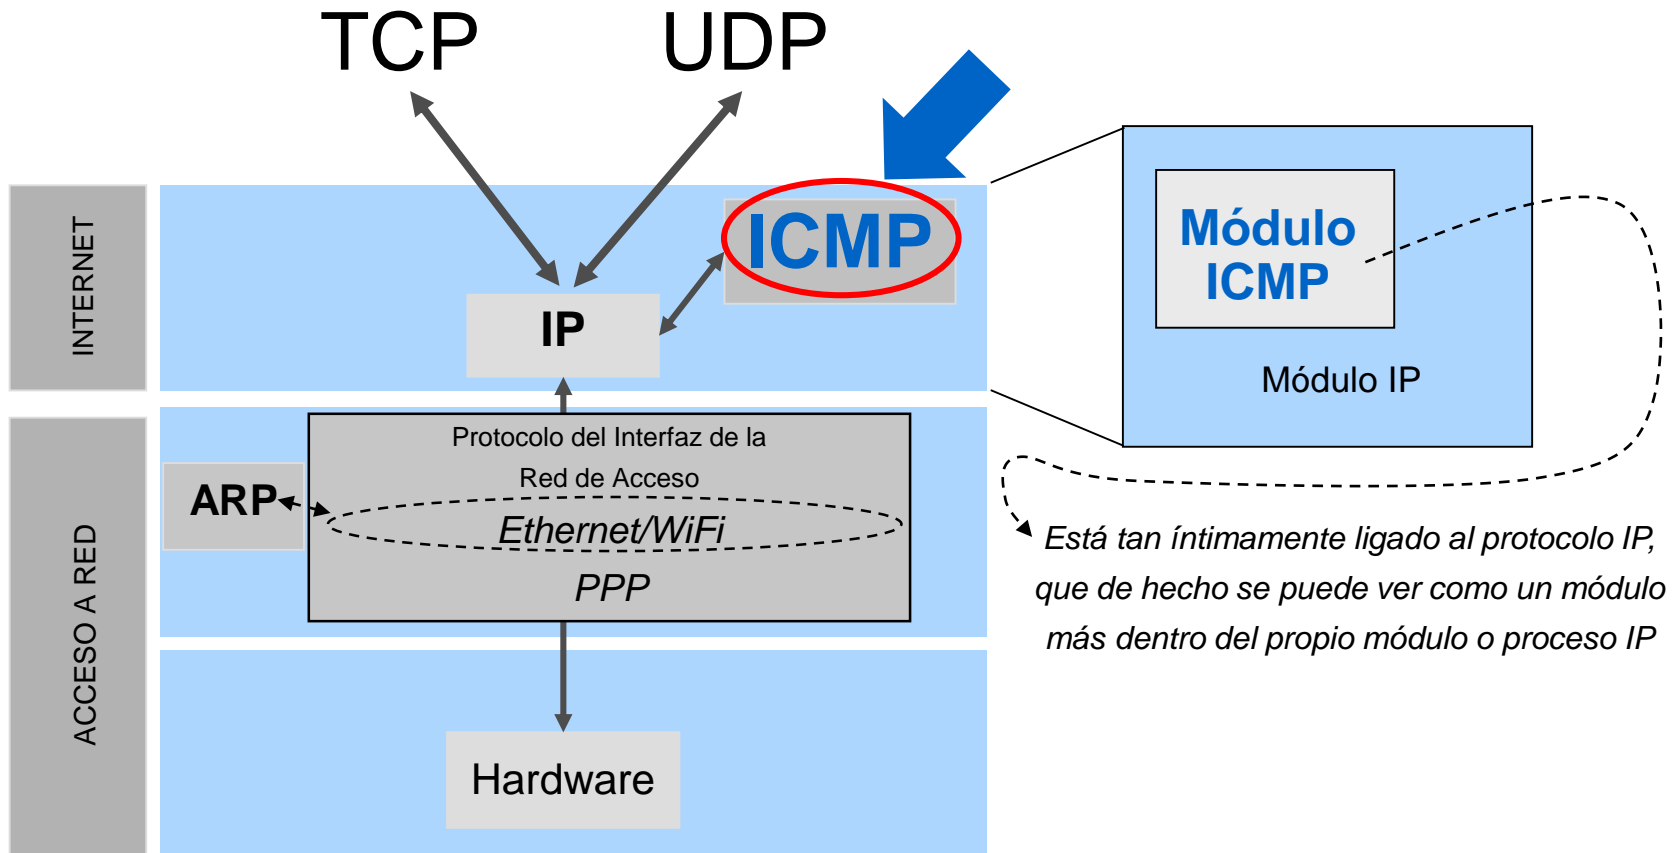 TCP
UDP
INTERNET
ICMP
IP
Módulo
ICMP
Módulo IP
ACCESO A RED
Protocolo del Interfaz de la
Red de Acceso
ARP
Ethernet/WiFi
PPP
Hardware
Está tan íntimamente ligado al protocolo IP,
que de hecho se puede ver como un módulo
más dentro del propio módulo o proceso IP